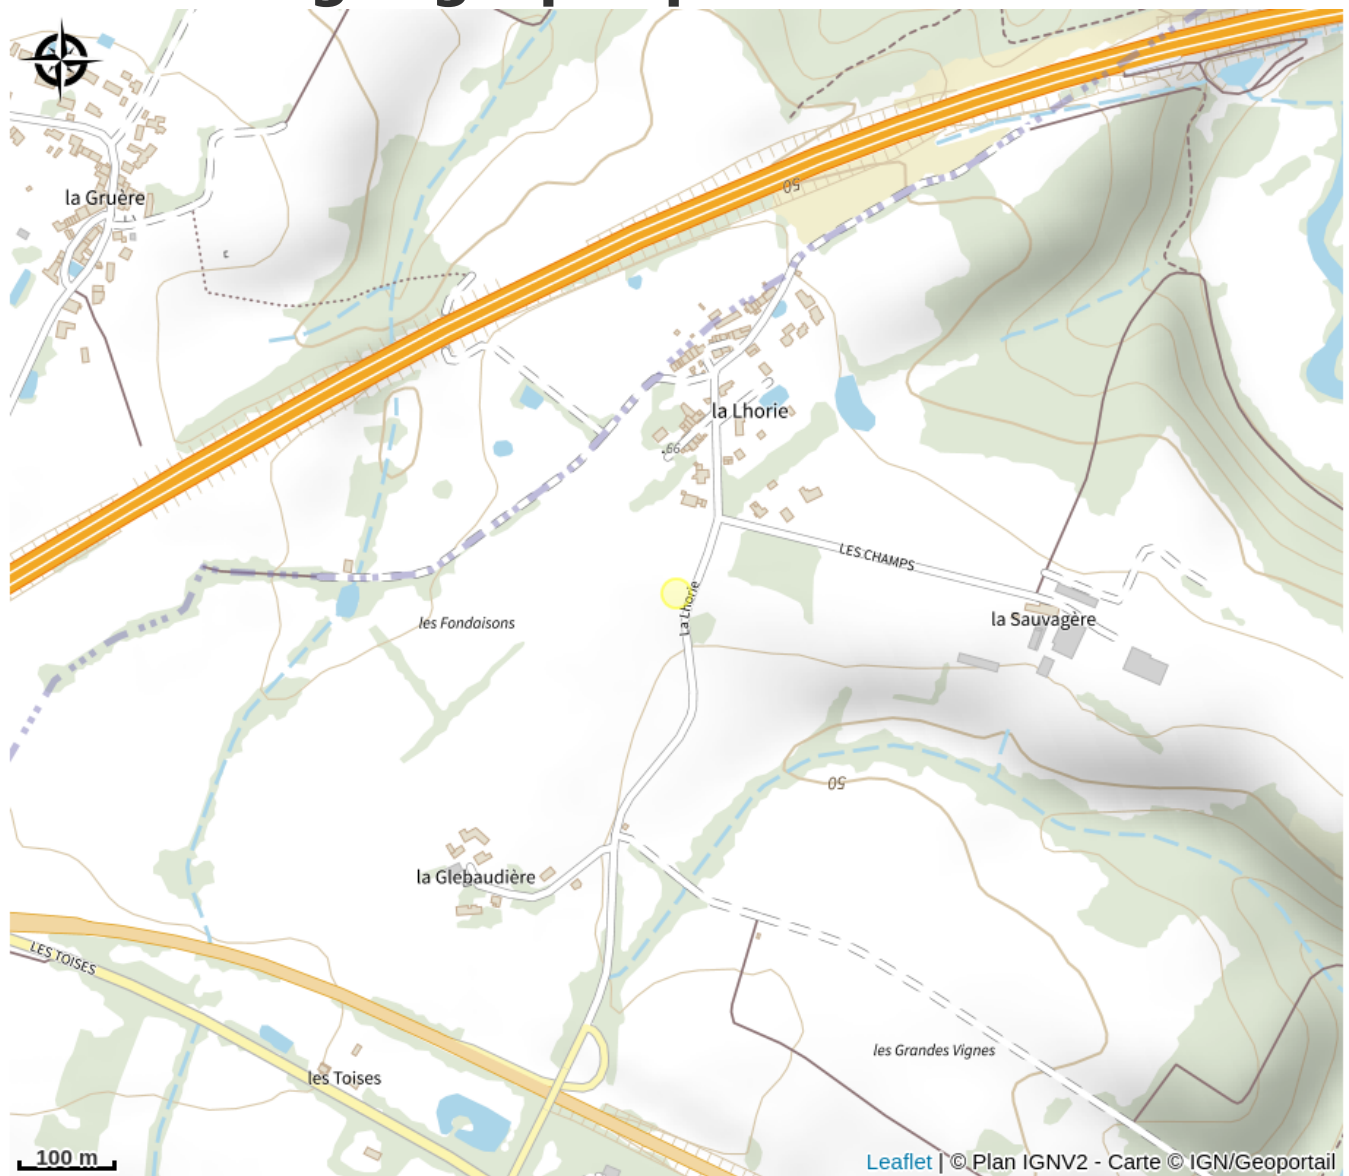 la Gruère
50
la Lhorie
.66
LES CHAMPS
La Lhorie
la Sauvagère
les Fondaisons
50
la Glebaudière
LES TOISES
les Grandes Vignes
les Toises
100 m
Leaflet | © Plan IGNV2 - Carte © IGN/Geoportail